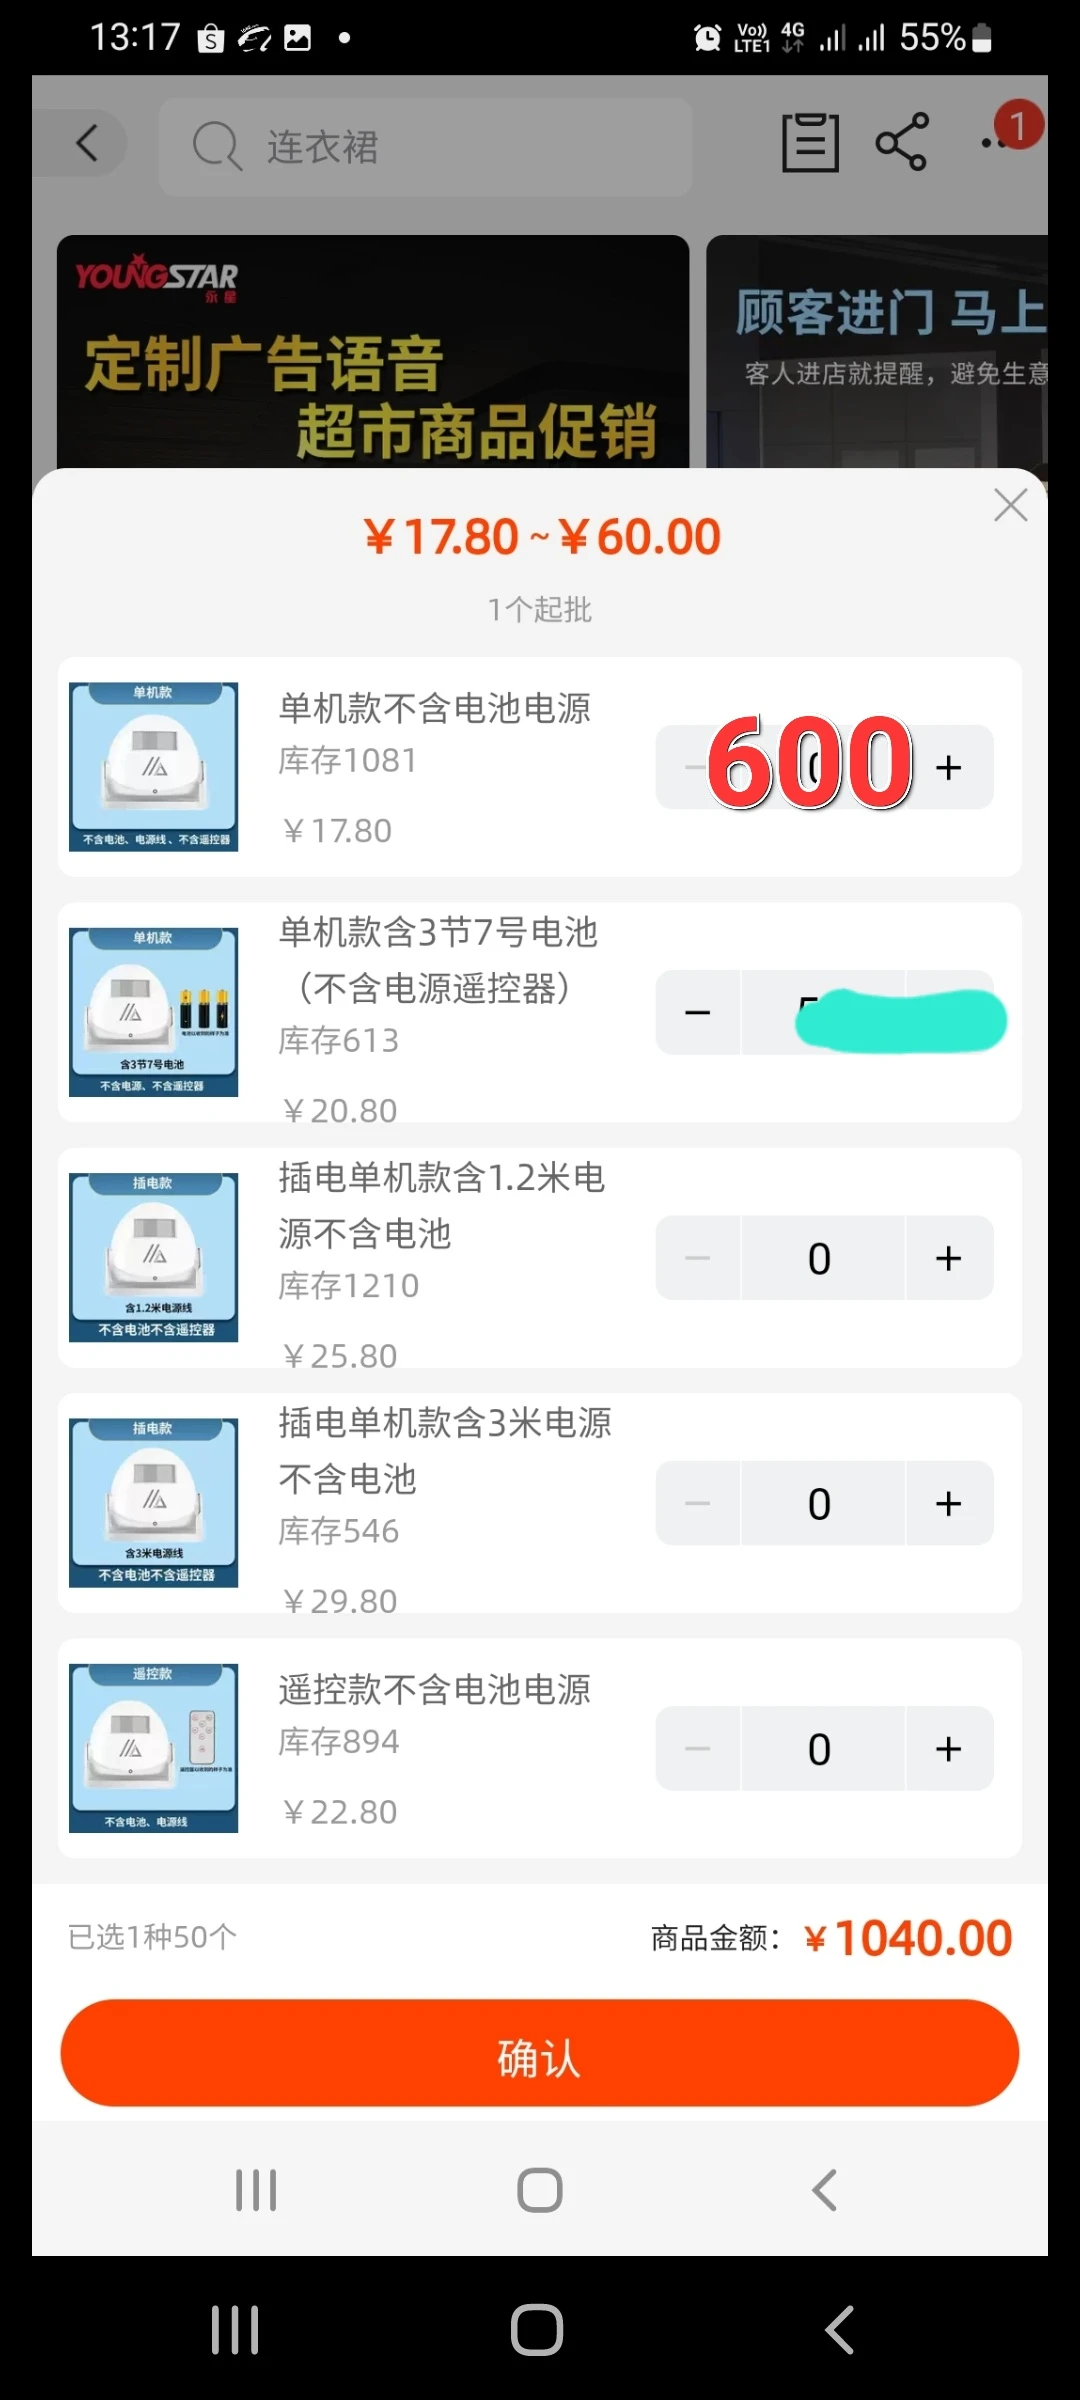 13:17
Vo)) LTE1 4G 55%
连衣裙
1
YOUNGSTAR
永星
定制广告语音
超市商品促销
顾客进门 马上
客人进店就提醒，避免生意
￥17.80~￥60.00
1个起批
单机款
不含电池、电源线、不含遥控器
单机款不含电池电源
库存1081
￥17.80
600
+
单机款
含3节7号电池
不含电源、不含遥控器
单机款含3节7号电池
（不含电源遥控器）
库存613
￥20.80
−
插电款
含1.2米电源线
不含电池不含遥控器
插电单机款含1.2米电
源不含电池
库存1210
￥25.80
− 0 +
插电款
含3米电源线
不含电池不含遥控器
插电单机款含3米电源
不含电池
库存546
￥29.80
− 0 +
遥控款
不含电池、电源线
遥控款不含电池电源
库存894
￥22.80
− 0 +
已选1种50个
商品金额：￥1040.00
确认